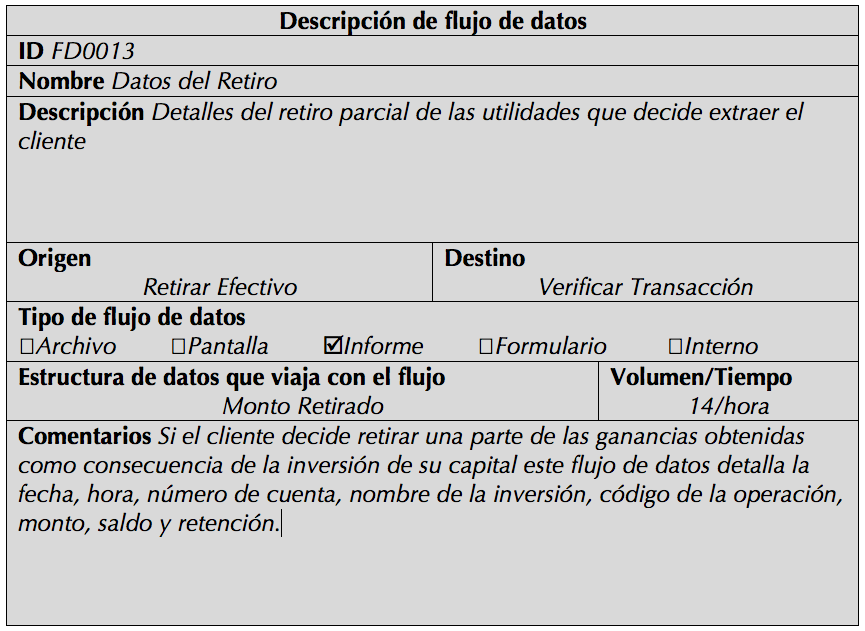 Descripción de flujo de datos
ID FD0013
Nombre Datos del Retiro
Descripción Detalles del retiro parcial de las utilidades que decide extraer el
cliente
Origen
Retirar Efectivo
Destino
Verificar Transacción
Tipo de flujo de datos
☐Archivo ☐Pantalla ☑Informe ☐Formulario ☐Interno
Estructura de datos que viaja con el flujo
Monto Retirado
Volumen/Tiempo
14/hora
Comentarios Si el cliente decide retirar una parte de las ganancias obtenidas
como consecuencia de la inversión de su capital este flujo de datos detalla la
fecha, hora, número de cuenta, nombre de la inversión, código de la operación,
monto, saldo y retención.